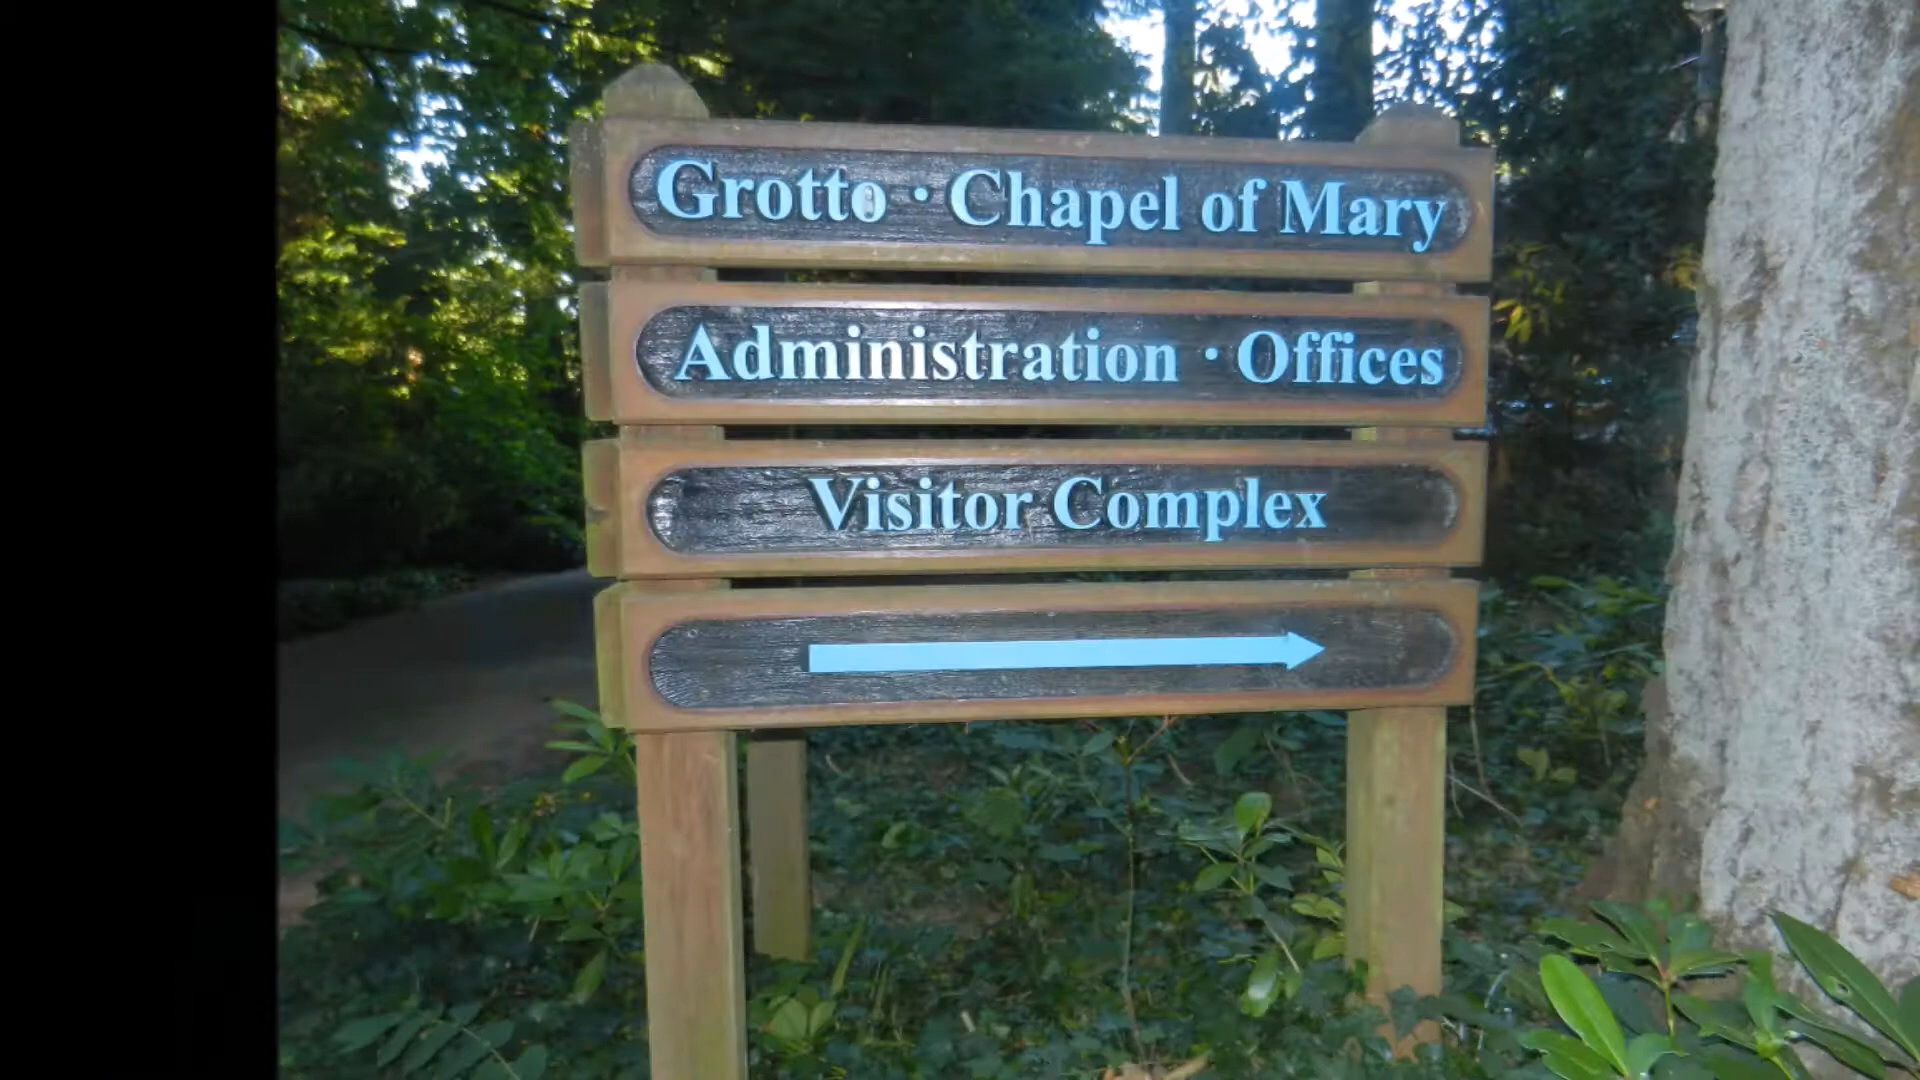 Grotto · Chapel of Mary
Administration · Offices
Visitor Complex